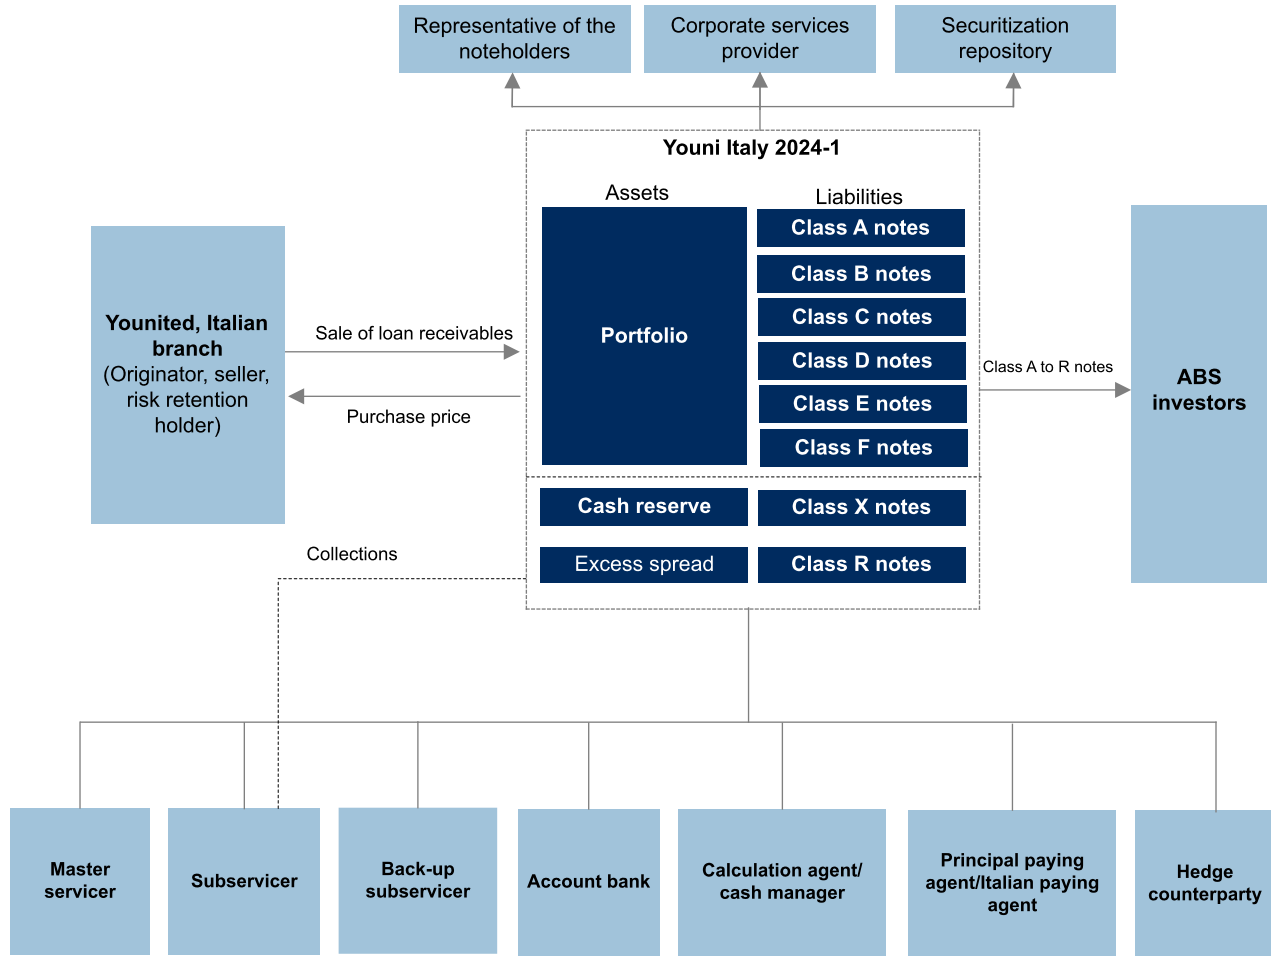 Representative of the
noteholders
Corporate services
provider
Securitization
repository
Youni Italy 2024-1
Assets
Liabilities
Portfolio
Class A notes
Class B notes
Class C notes
Class D notes
Class E notes
Class F notes
Cash reserve
Class X notes
Excess spread
Class R notes
Younited, Italian
branch
(Originator, seller,
risk retention
holder)
Sale of loan receivables
Purchase price
Class A to R notes
ABS
investors
Collections
Master
servicer
Subservicer
Back-up
subservicer
Account bank
Calculation agent/
cash manager
Principal paying
agent/Italian paying
agent
Hedge
counterparty